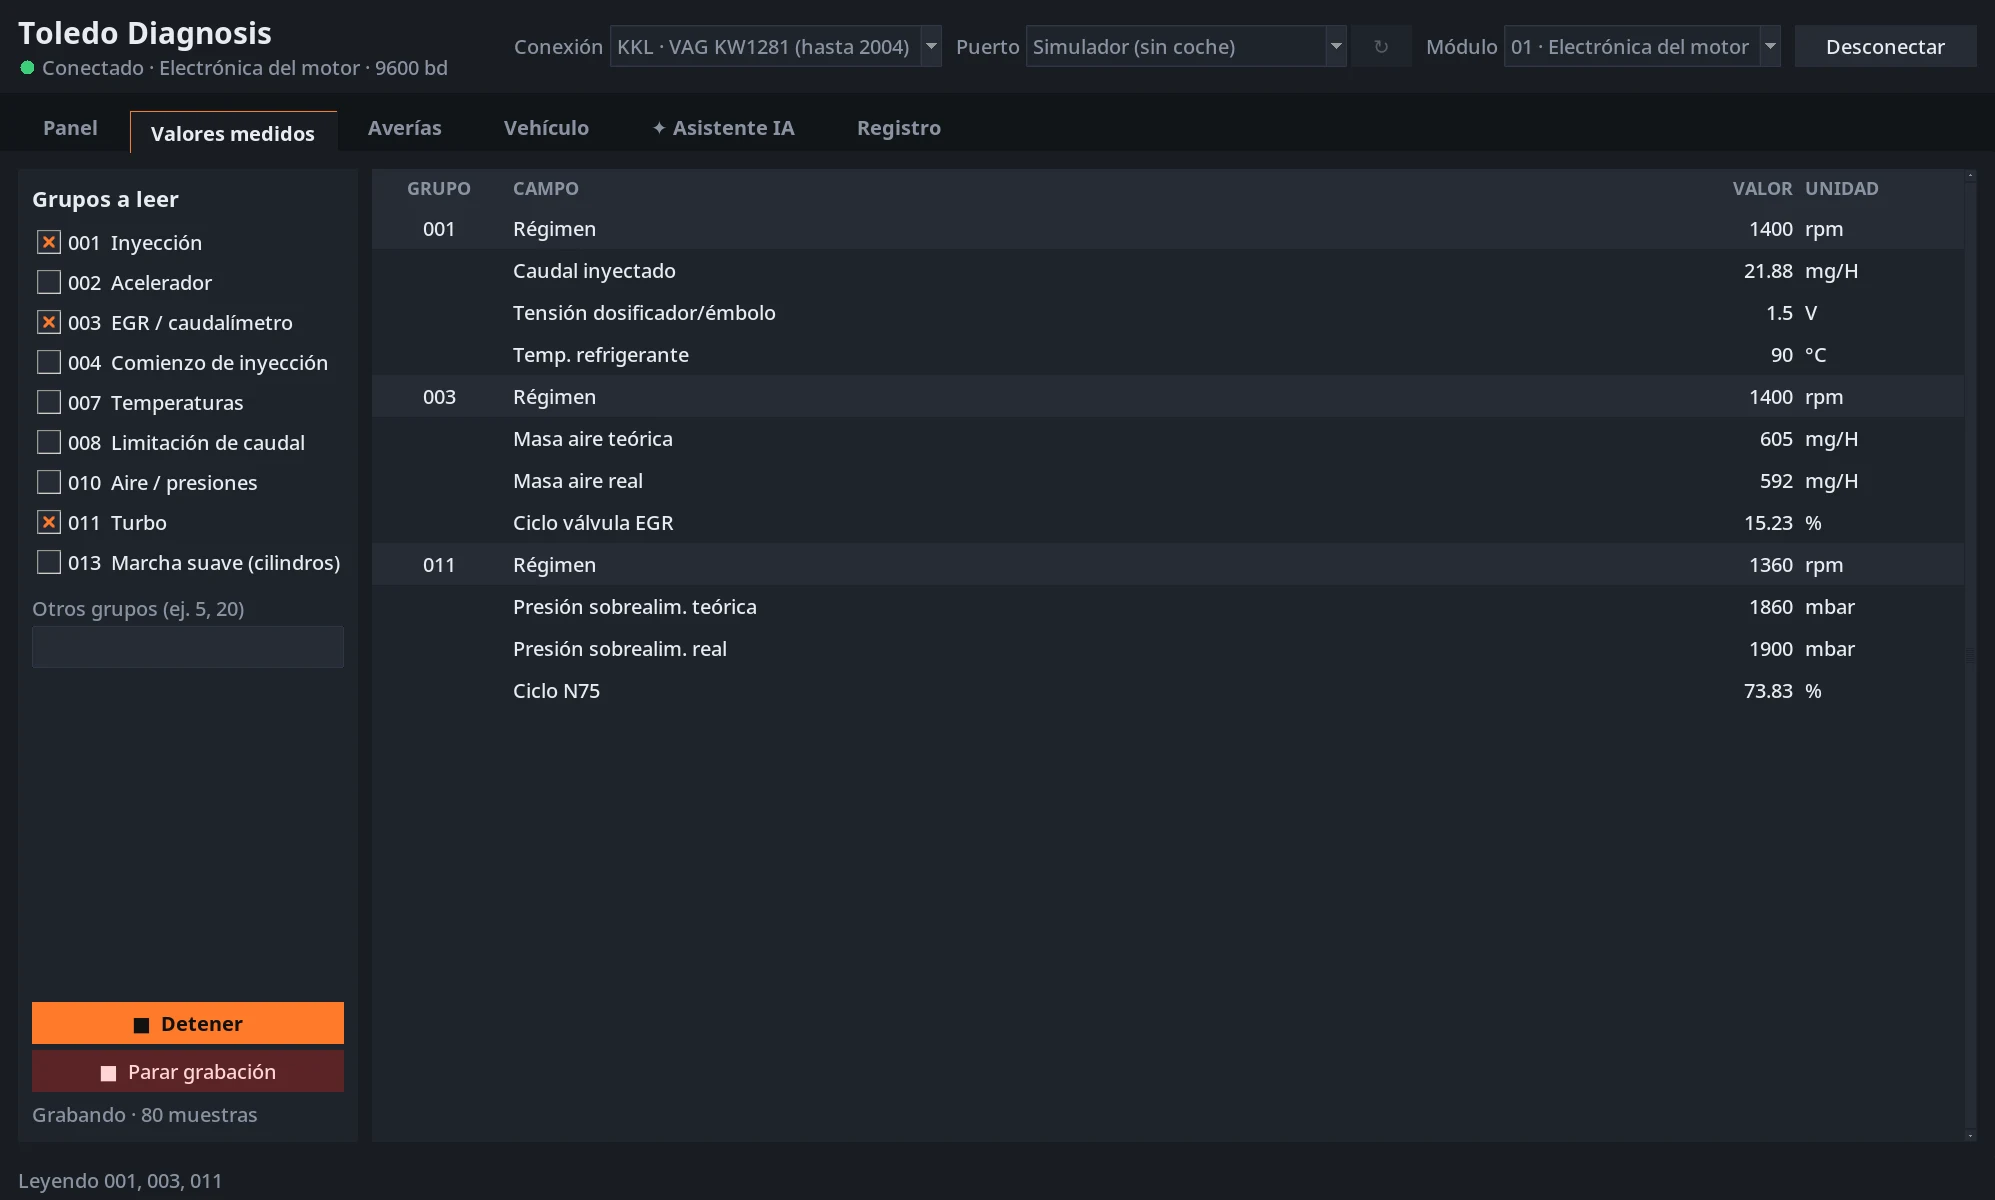 Toledo Diagnosis
Conectado · Electrónica del motor · 9600 bd
Conexión KKL · VAG KW1281 (hasta 2004) Puerto Simulador (sin coche) ↻ Módulo 01 · Electrónica del motor Desconectar
Panel Valores medidos Averías Vehículo ✦ Asistente IA Registro
Grupos a leer
001 Inyección
002 Acelerador
003 EGR / caudalímetro
004 Comienzo de inyección
007 Temperaturas
008 Limitación de caudal
010 Aire / presiones
011 Turbo
013 Marcha suave (cilindros)
Otros grupos (ej. 5, 20)
Detener
Parar grabación
Grabando · 80 muestras
GRUPO CAMPO VALOR UNIDAD
001 Régimen 1400 rpm
Caudal inyectado 21.88 mg/H
Tensión dosificador/émbolo 1.5 V
Temp. refrigerante 90 °C
003 Régimen 1400 rpm
Masa aire teórica 605 mg/H
Masa aire real 592 mg/H
Ciclo válvula EGR 15.23 %
011 Régimen 1360 rpm
Presión sobrealim. teórica 1860 mbar
Presión sobrealim. real 1900 mbar
Ciclo N75 73.83 %
Leyendo 001, 003, 011